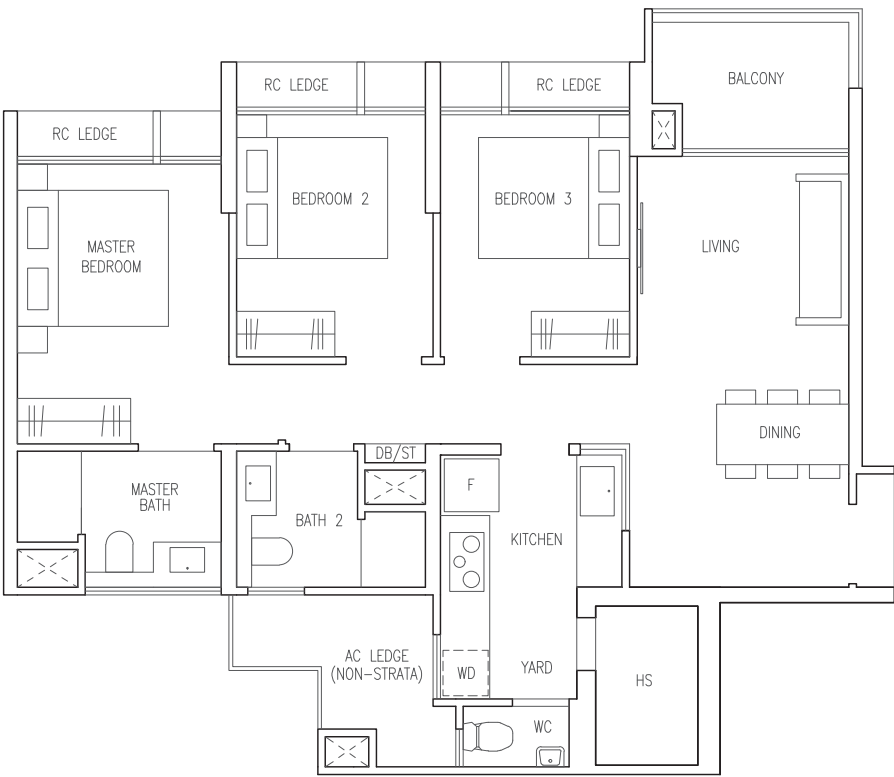 BALCONY
RC LEDGE
RC LEDGE
RC LEDGE
BEDROOM 2
BEDROOM 3
MASTER
BEDROOM
LIVING
DINING
DB/ST
MASTER
BATH
F
BATH 2
KITCHEN
AC LEDGE
(NON-STRATA)
WD
YARD
HS
WC